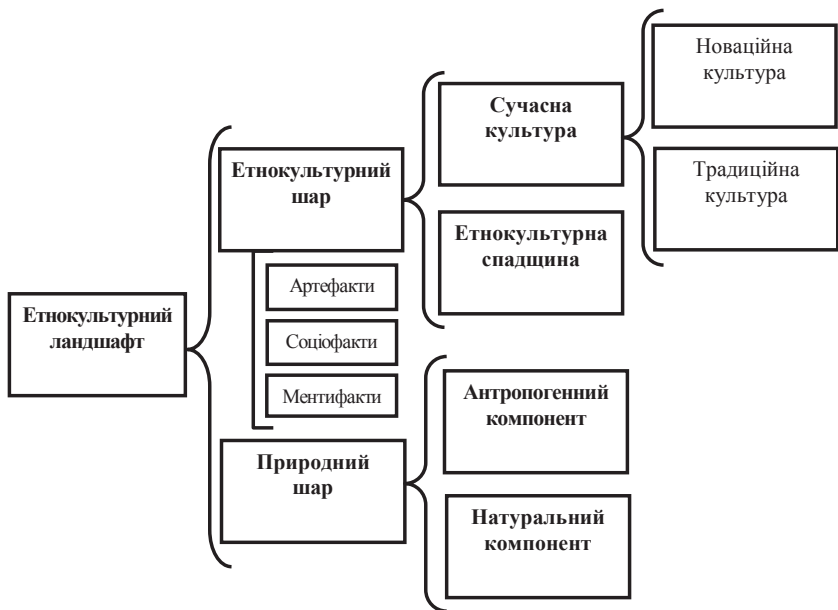 Етнокультурний
ландшафт
Етнокультурний
шар
Артефакти
Соціофакти
Ментифакти
Природний
шар
Сучасна
культура
Етнокультурна
спадщина
Антропогенний
компонент
Натуральний
компонент
Новаційна
культура
Традиційна
культура